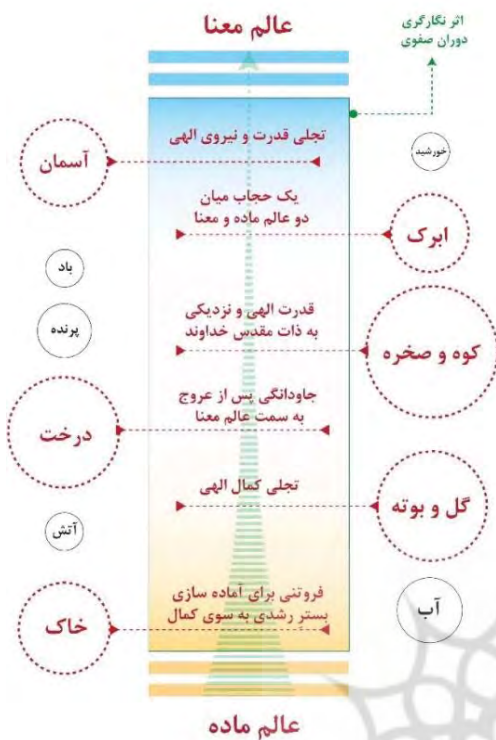 عالم معنا
اثر نگارگری
دوران صفوی
خورشید
تجلی قدرت و نیروی الهی
آسمان
یک حجاب میان
دو عالم ماده و معنا
ابرک
باد
پرنده
قدرت الهی و نزدیکی
به ذات مقدس خداوند
کوه و صخره
جاودانگی پس از عروج
به سمت عالم معنا
درخت
تجلی کمال الهی
گل و بوته
آتش
آب
فروتنی برای آماده سازی
بستر رشدی به سوی کمال
خاک
عالم ماده